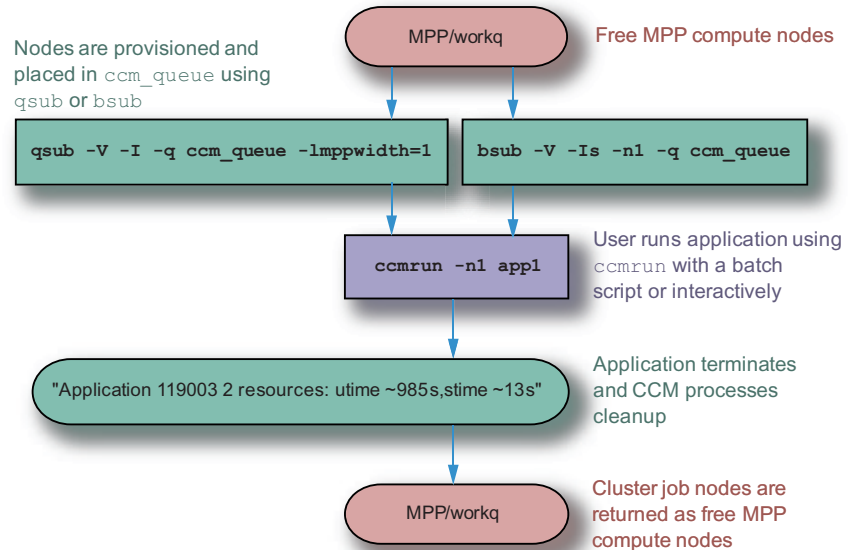 MPP/workq
Free MPP compute nodes
Nodes are provisioned and
placed in ccm_queue using
qsub or bsub
qsub -V -I -q ccm_queue -lmppwidth=1
bsub -V -Is -n1 -q ccm_queue
ccmrun -n1 app1
User runs application using
ccmrun with a batch
script or interactively
"Application 119003 2 resources: utime ~985s,stime ~13s"
Application terminates
and CCM processes
cleanup
MPP/workq
Cluster job nodes are
returned as free MPP
compute nodes